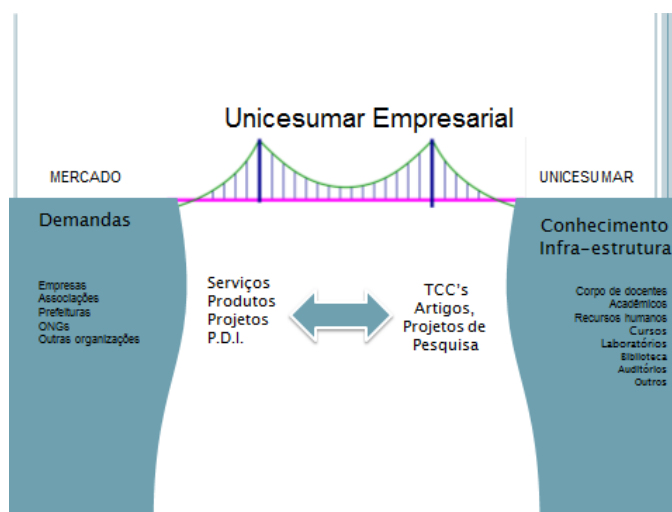 Unicesumar Empresarial
MERCADO
UNICESUMAR
Demandas
Empresas
Associações
Prefeituras
ONGs
Outras organizações
Serviços
Produtos
Projetos
P.D.I.
TCC's
Artigos,
Projetos de
Pesquisa
Conhecimento
Infra-estrutura
Corpo de docentes
Acadêmicos
Recursos humanos
Cursos
Laboratórios
Biblioteca
Auditórios
Outros